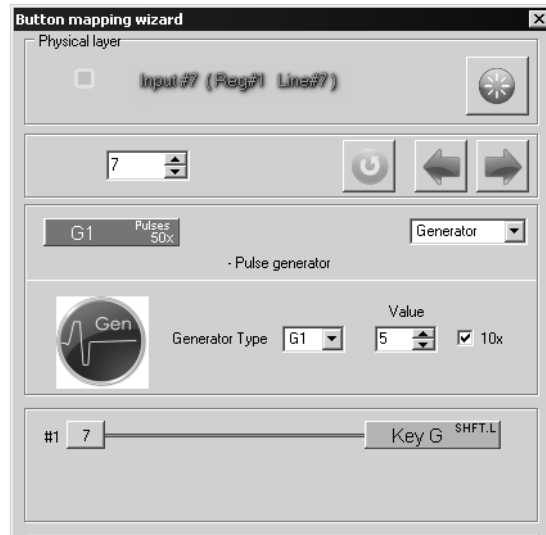 Button mapping wizard
Physical layer
Input#7 (Reg#1 Line#7)
7
G1 Pulses 50x
Generator
- Pulse generator
Gen
Value
Generator Type G1 5 10x
#1 7 Key G SHFT.L